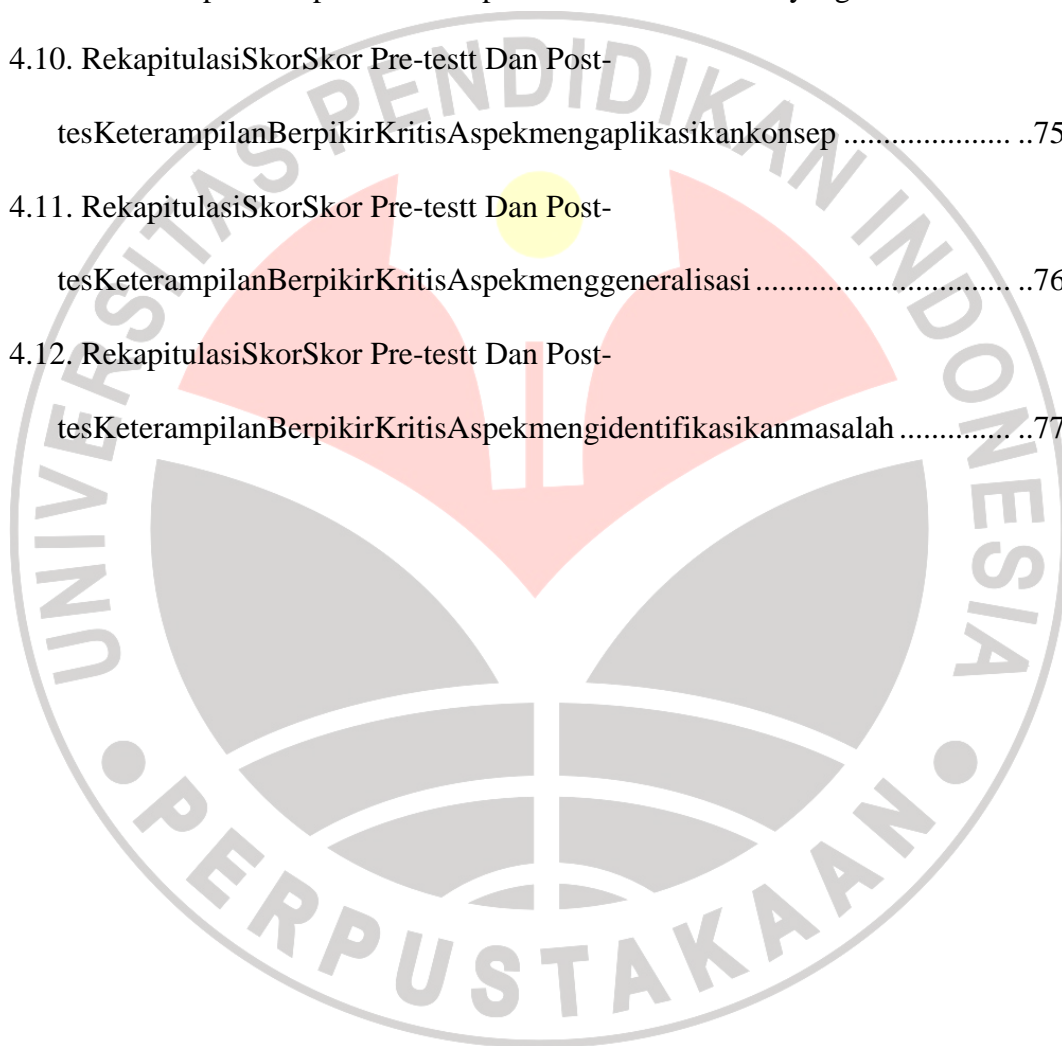 4.10. RekapitulasiSkorSkor Pre-testt Dan Post-
tesKeterampilanBerpikirKritisAspekmengaplikasikankonsep ................... ..75
4.11. RekapitulasiSkorSkor Pre-testt Dan Post-
tesKeterampilanBerpikirKritisAspekmenggeneralisasi ............................. ..76
4.12. RekapitulasiSkorSkor Pre-testt Dan Post-
tesKeterampilanBerpikirKritisAspekmengidentifikasikanmasalah .............. ..77
UNIVERSITAS PENDIDIKAN INDONESIA
PERPUSTAKAAN